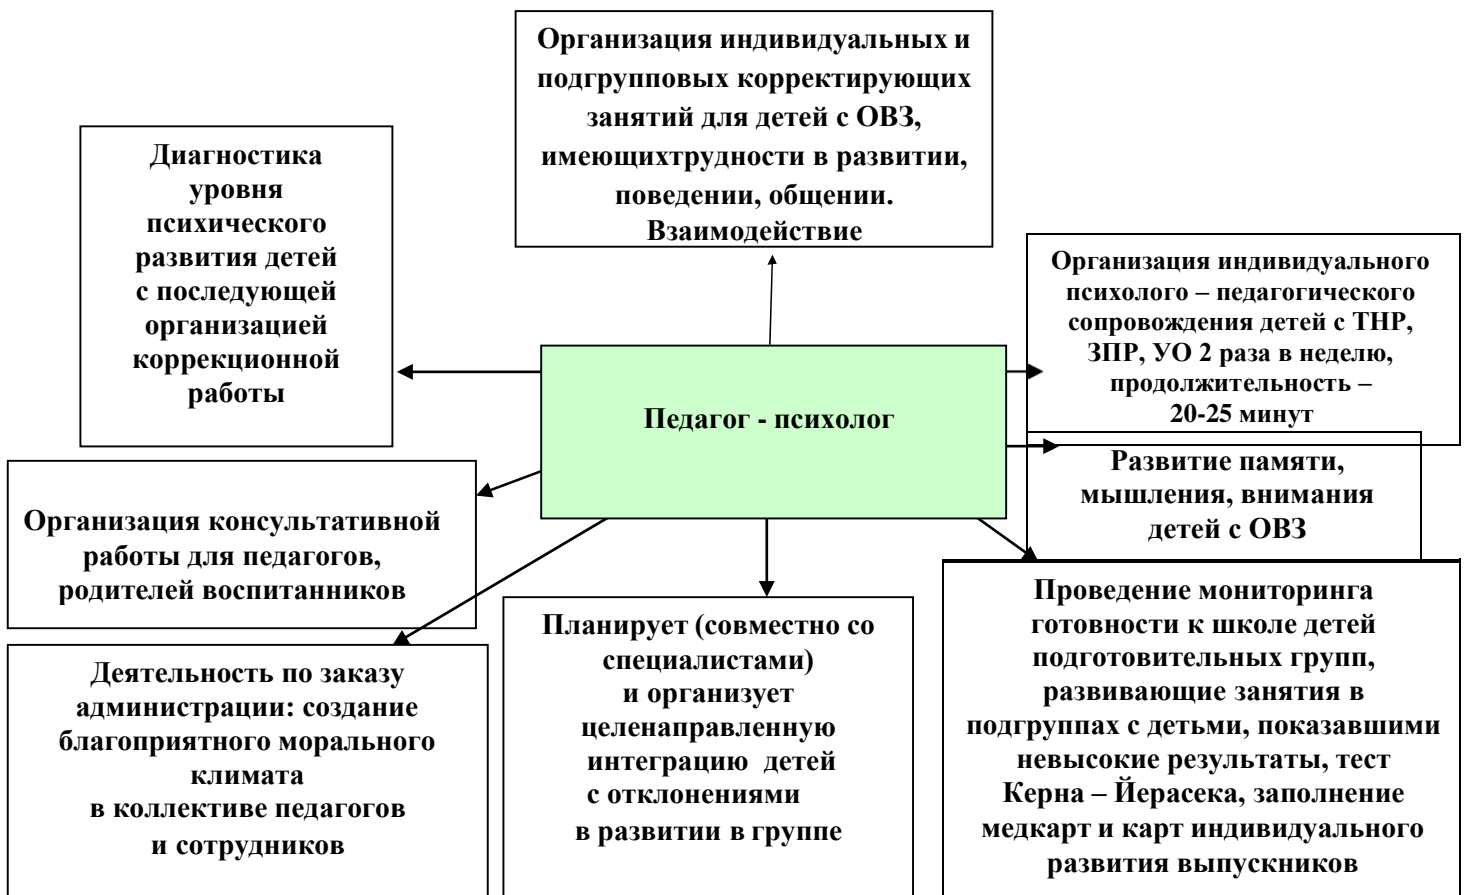 Организация индивидуальных и
подгрупповых корректирующих
занятий для детей с ОВЗ,
имеющихтрудности в развитии,
поведении, общении.
Взаимодействие
Диагностика
уровня
психического
развития детей
с последующей
организацией
коррекционной
работы
Организация индивидуального
психолого – педагогического
сопровождения детей с ТНР,
ЗПР, УО 2 раза в неделю,
продолжительность –
20-25 минут
Педагог - психолог
Развитие памяти,
мышления, внимания
детей с ОВЗ
Организация консультативной
работы для педагогов,
родителей воспитанников
Деятельность по заказу
администрации: создание
благоприятного морального
климата
в коллективе педагогов
и сотрудников
Планирует (совместно со
специалистами)
и организует
целенаправленную
интеграцию детей
с отклонениями
в развитии в группе
Проведение мониторинга
готовности к школе детей
подготовительных групп,
развивающие занятия в
подгруппах с детьми, показавшими
невысокие результаты, тест
Керна – Йерасека, заполнение
медкарт и карт индивидуального
развития выпускников